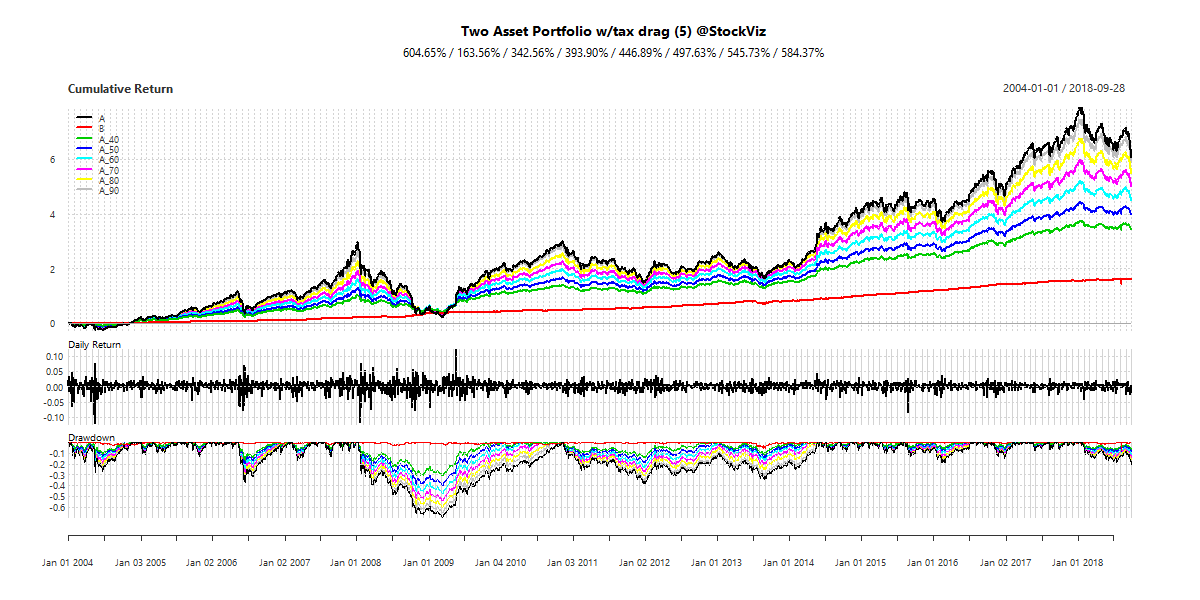 Two Asset Portfolio w/tax drag (5) @StockViz
604.65% / 163.56% / 342.56% / 393.90% / 446.89% / 497.63% / 545.73% / 584.37%
Cumulative Return 2004-01-01 / 2018-09-28
A
B
A_40
A_50
A_60
A_70
A_80
A_90
6
4
2
0
Daily Return
0.10
0.05
0.00
-0.05
-0.10
Drawdown
-0.1
-0.2
-0.3
-0.4
-0.5
-0.6
Jan 01 2004 Jan 03 2005 Jan 02 2006 Jan 02 2007 Jan 01 2008 Jan 01 2009 Jan 04 2010 Jan 03 2011 Jan 02 2012 Jan 01 2013 Jan 01 2014 Jan 01 2015 Jan 01 2016 Jan 02 2017 Jan 01 2018